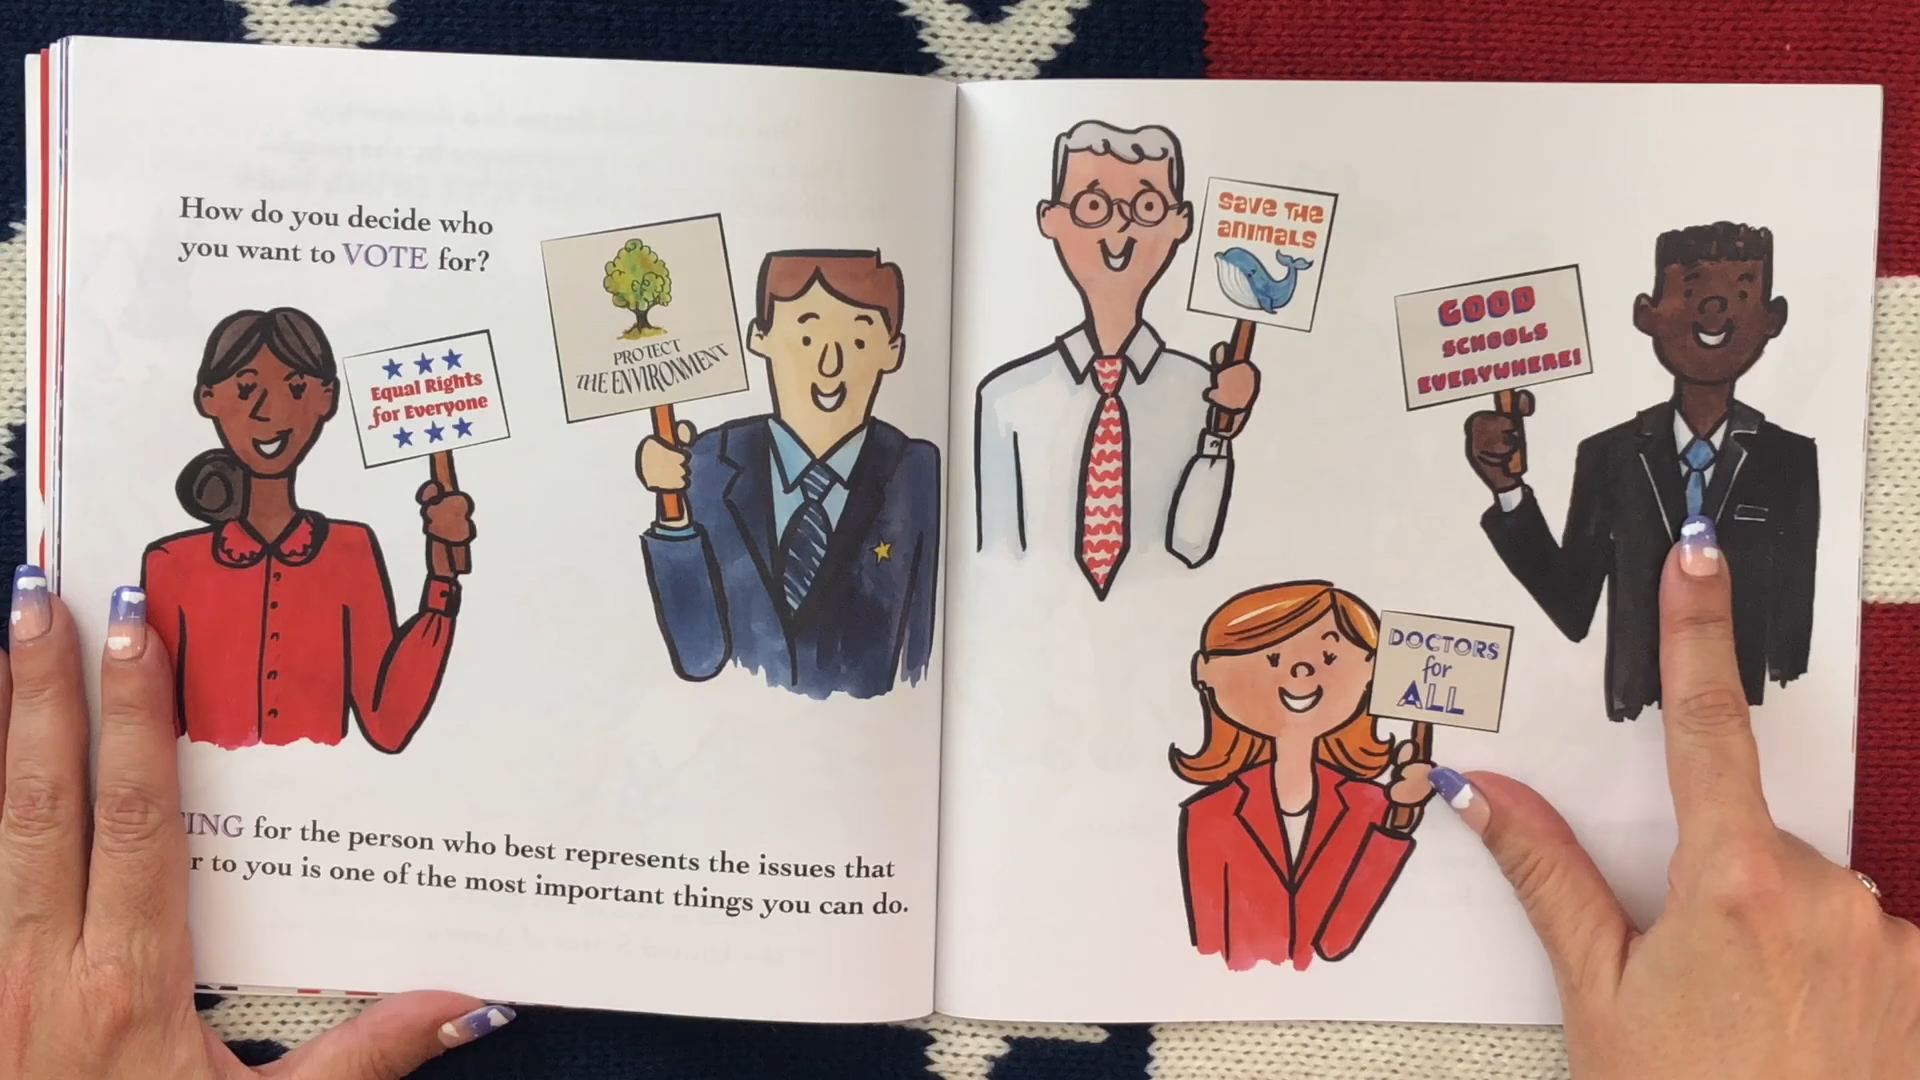 How do you decide who
you want to VOTE for?
Equal Rights
for Everyone
PROTECT
THE ENVIRONMENT
TING for the person who best represents the issues that
r to you is one of the most important things you can do.
SAVE THE
ANIMALS
GOOD
SCHOOLS
EVERYWHERE!
DOCTORS
for
ALL